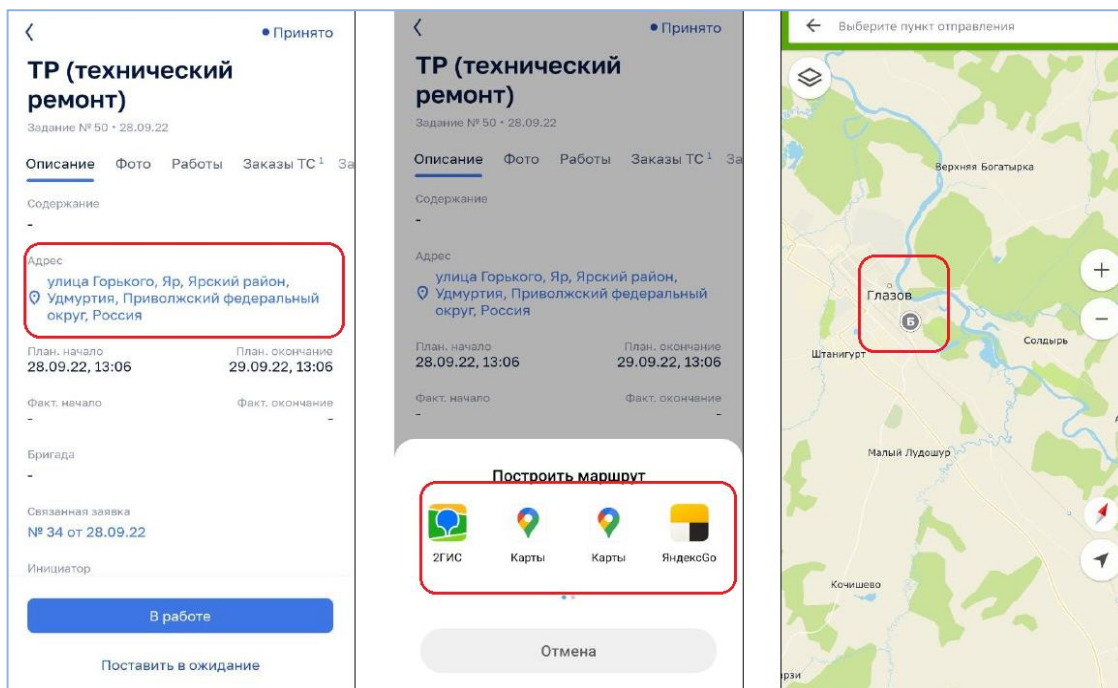 Принято
ТР (технический
ремонт)
Задание № 50 • 28.09.22
Описание Фото Работы Заказы ТС 1 За
Содержание
-
Адрес
улица Горького, Яр, Ярский район,
Удмуртия, Приволжский федеральный
округ, Россия
План. начало План. окончание
28.09.22, 13:06 29.09.22, 13:06
Факт. начало Факт. окончание
- -
Бригада
-
Связанная заявка
№ 34 от 28.09.22
Инициатор
В работе
Поставить в ожидание
Принято
ТР (технический
ремонт)
Задание № 50 • 28.09.22
Описание Фото Работы Заказы ТС 1 За
Содержание
-
Адрес
улица Горького, Яр, Ярский район,
Удмуртия, Приволжский федеральный
округ, Россия
План. начало План. окончание
28.09.22, 13:06 29.09.22, 13:06
Факт. начало Факт. окончание
- -
Построить маршрут
2ГИС Карты Карты ЯндексGo
Отмена
Выберите пункт отправления
Верхняя Богатырка
Глазов
Б
Солдырь
Штанигурт
Малый Лудошур
Кочишево